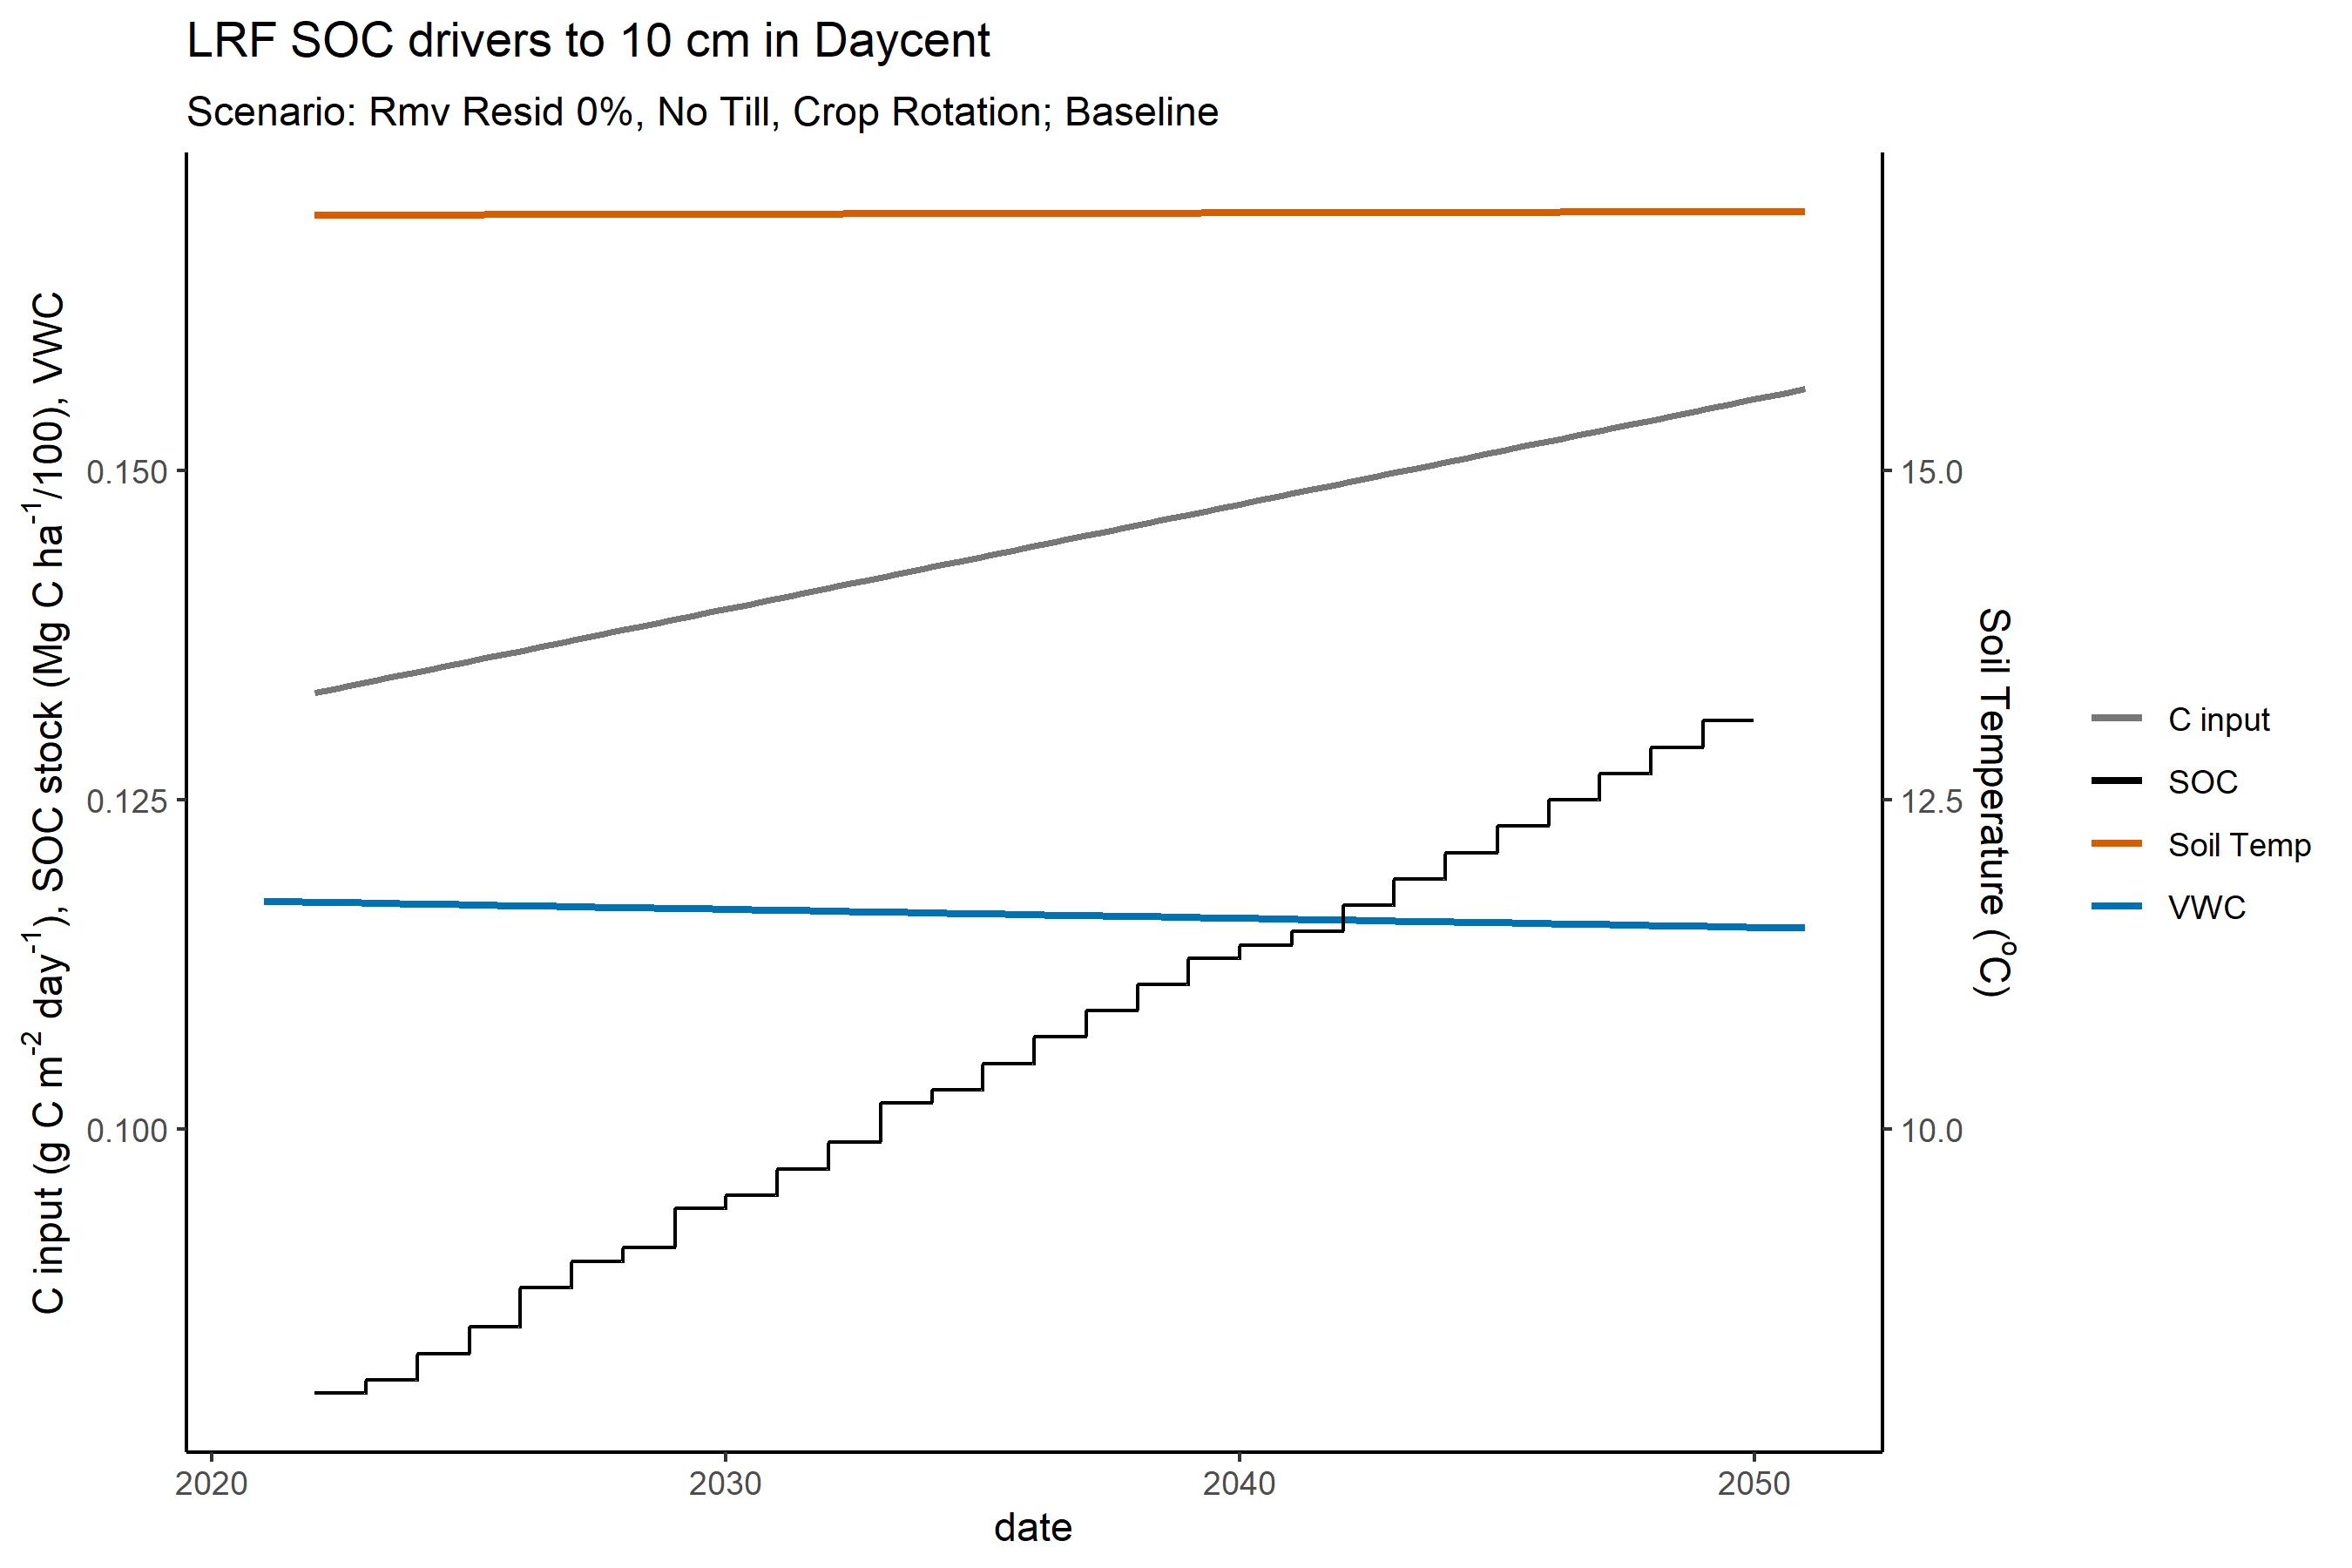 LRF SOC drivers to 10 cm in Daycent
Scenario: Rmv Resid 0%, No Till, Crop Rotation; Baseline
C input (g C m⁻² day⁻¹), SOC stock (Mg C ha⁻¹/100), VWC
0.150
0.125
0.100
15.0
12.5
10.0
Soil Temperature (ºC)
C input
SOC
Soil Temp
VWC
2020 2030 2040 2050
date